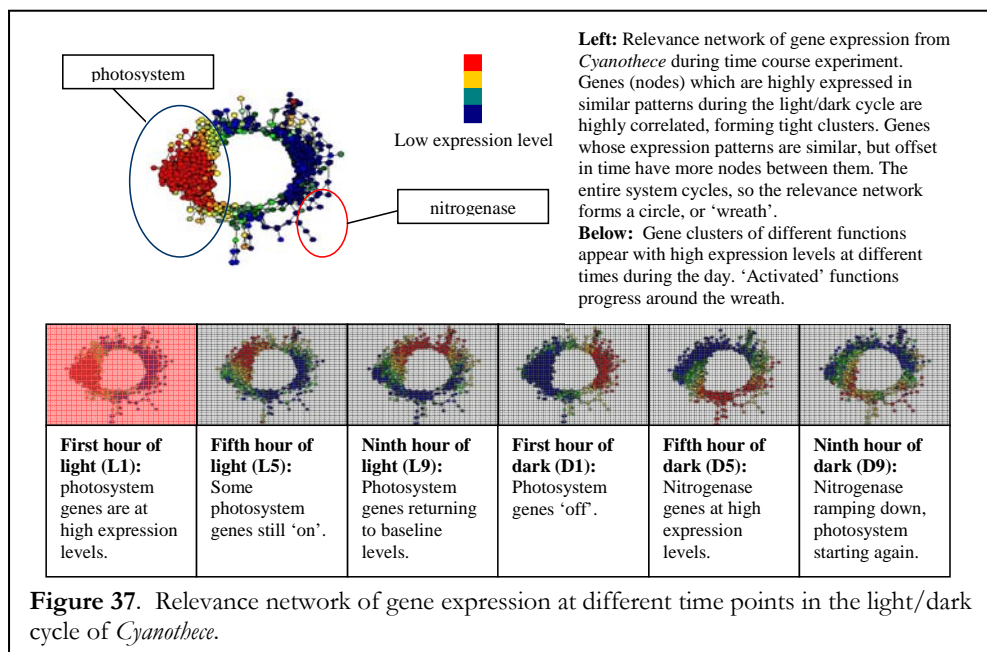 photosystem
Low expression level
nitrogenase
Left: Relevance network of gene expression from
Cyanothece during time course experiment.
Genes (nodes) which are highly expressed in
similar patterns during the light/dark cycle are
highly correlated, forming tight clusters. Genes
whose expression patterns are similar, but offset
in time have more nodes between them. The
entire system cycles, so the relevance network
forms a circle, or ‘wreath’.
Below: Gene clusters of different functions
appear with high expression levels at different
times during the day. ‘Activated’ functions
progress around the wreath.
First hour of
light (L1):
photosystem
genes are at
high expression
levels.
Fifth hour of
light (L5):
Some
photosystem
genes still ‘on’.
Ninth hour of
light (L9):
Photosystem
genes returning
to baseline
levels.
First hour of
dark (D1):
Photosystem
genes ‘off’.
Fifth hour of
dark (D5):
Nitrogenase
genes at high
expression
levels.
Ninth hour of
dark (D9):
Nitrogenase
ramping down,
photosystem
starting again.
Figure 37. Relevance network of gene expression at different time points in the light/dark
cycle of Cyanothece.